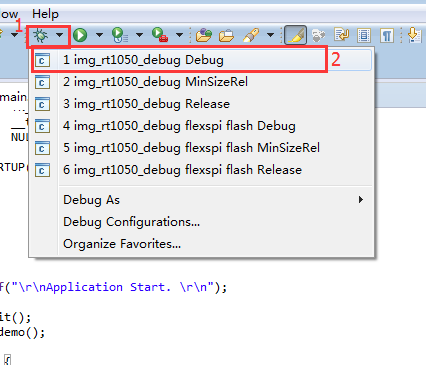 ow Help
1
1 img_rt1050_debug Debug
2
2 img_rt1050_debug MinSizeRel
3 img_rt1050_debug Release
4 img_rt1050_debug flexspi flash Debug
5 img_rt1050_debug flexspi flash MinSizeRel
6 img_rt1050_debug flexspi flash Release
Debug As
Debug Configurations...
Organize Favorites...
main
NU
RTUP(
f("\r\nApplication Start. \r\n");
it();
demo();
{